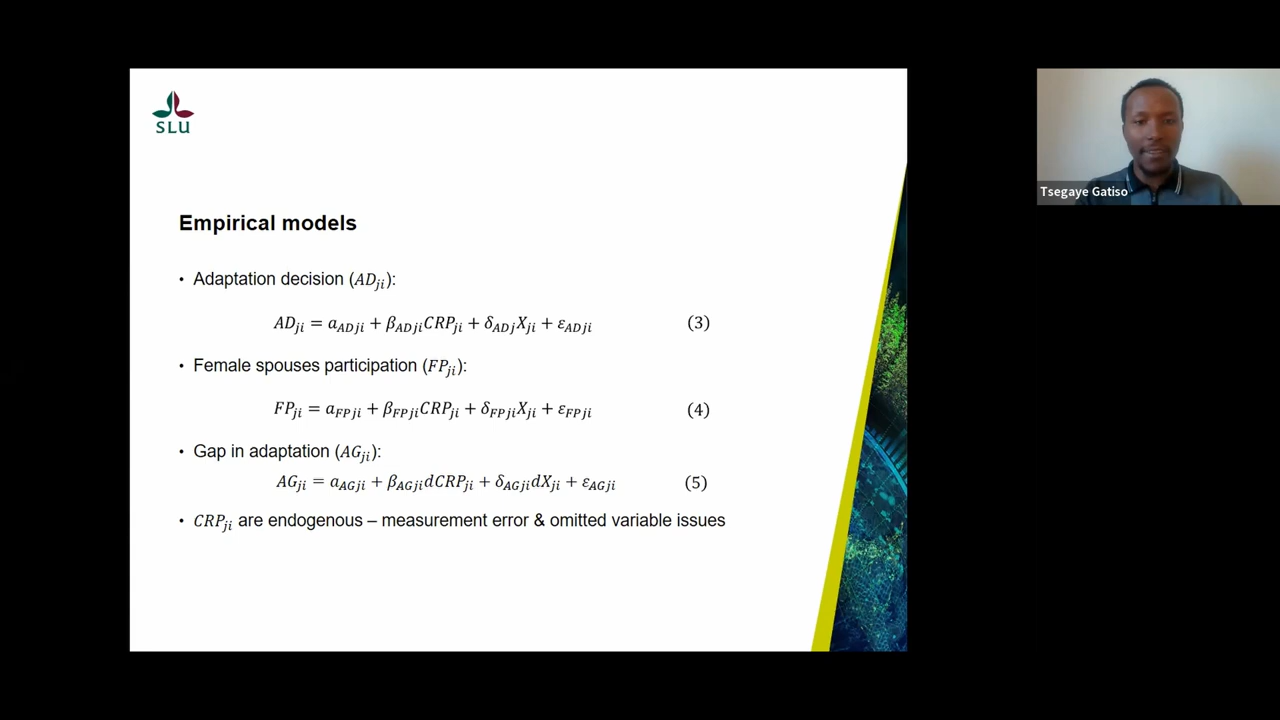 SLU
Empirical models
• Adaptation decision (AD_ji):
AD_ji = a_ADji + β_ADji CRP_ji + δ_ADj X_ji + ε_ADji (3)
• Female spouses participation (FP_ji):
FP_ji = a_FPji + β_FPji CRP_ji + δ_FPji X_ji + ε_FPji (4)
• Gap in adaptation (AG_ji):
AG_ji = a_AGji + β_AGji dCRP_ji + δ_AGji dX_ji + ε_AGji (5)
• CRP_ji are endogenous – measurement error & omitted variable issues
Tsegaye Gatiso